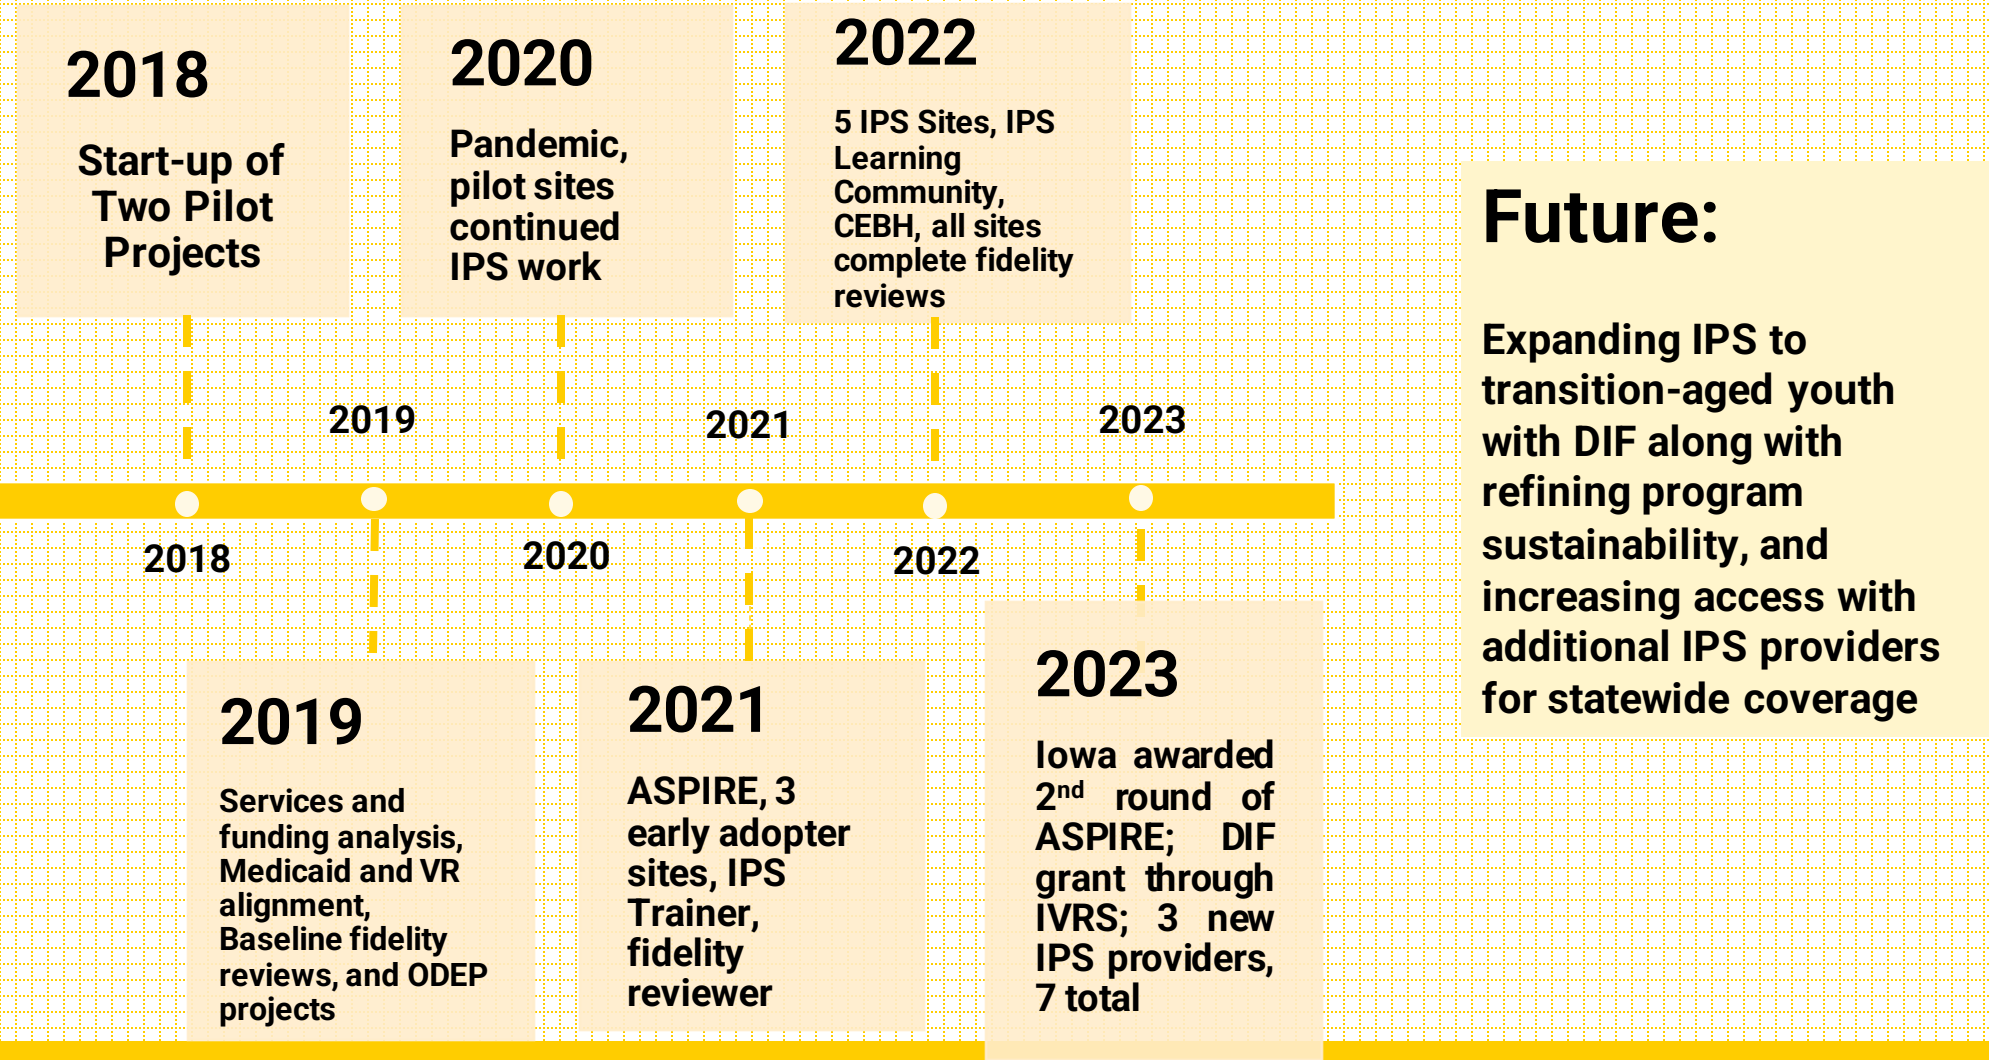 2018
Start-up of
Two Pilot
Projects
2020
Pandemic,
pilot sites
continued
IPS work
2022
5 IPS Sites, IPS
Learning
Community,
CEBH, all sites
complete fidelity
reviews
Future:
Expanding IPS to
transition-aged youth
with DIF along with
refining program
sustainability, and
increasing access with
additional IPS providers
for statewide coverage
2019
2021
2023
2018
2020
2022
2019
Services and
funding analysis,
Medicaid and VR
alignment,
Baseline fidelity
reviews, and ODEP
projects
2021
ASPIRE, 3
early adopter
sites, IPS
Trainer,
fidelity
reviewer
2023
Iowa awarded
2nd round of
ASPIRE; DIF
grant through
IVRS; 3 new
IPS providers,
7 total